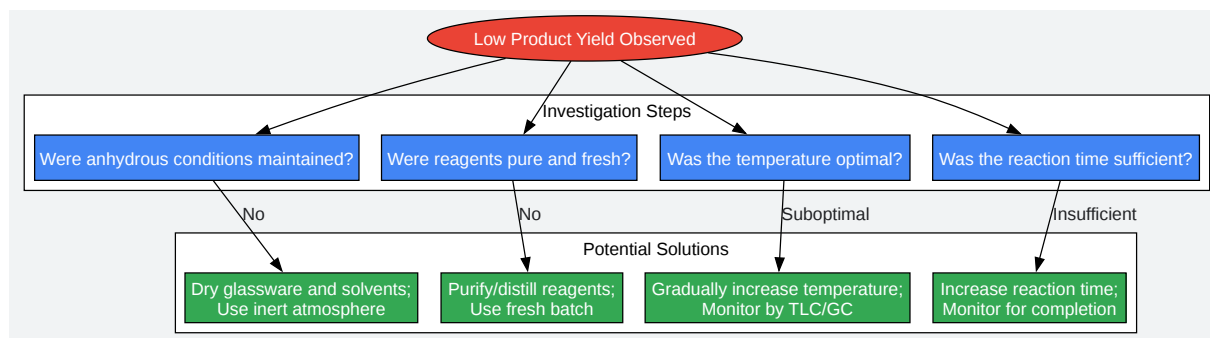 Low Product Yield Observed
Investigation Steps
Were anhydrous conditions maintained?
Were reagents pure and fresh?
Was the temperature optimal?
Was the reaction time sufficient?
No
No
Suboptimal
Insufficient
Potential Solutions
Dry glassware and solvents;
Use inert atmosphere
Purify/distill reagents;
Use fresh batch
Gradually increase temperature;
Monitor by TLC/GC
Increase reaction time;
Monitor for completion